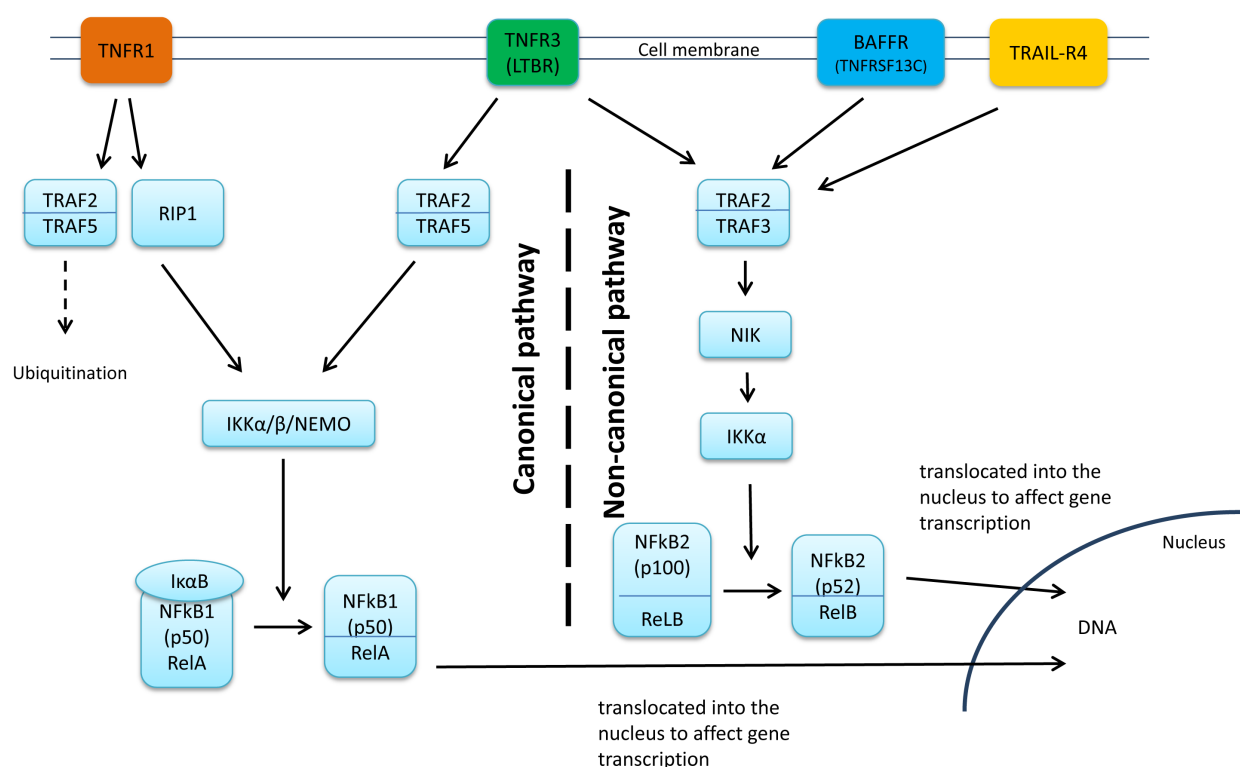 TNFR1
TNFR3
(LTBR)
Cell membrane
BAFFR
(TNFRSF13C)
TRAIL-R4
TRAF2
TRAF5
RIP1
TRAF2
TRAF5
TRAF2
TRAF3
Ubiquitination
Canonical pathway
Non-canonical pathway
NIK
IKKα/β/NEMO
IKKα
translocated into the
nucleus to affect gene
transcription
Nucleus
IκαB
NFkB1
(p50)
RelA
NFkB1
(p50)
RelA
NFkB2
(p100)
ReLB
NFkB2
(p52)
RelB
DNA
translocated into the
nucleus to affect gene
transcription